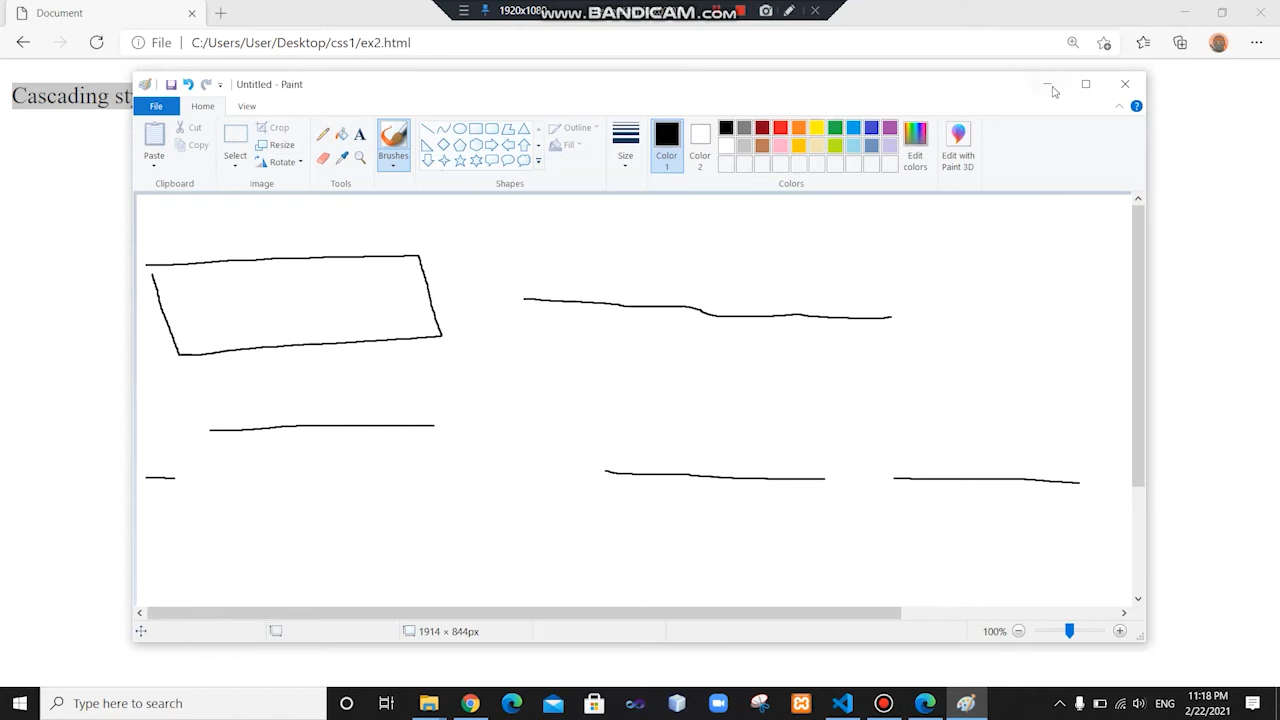 Document
1920x1080
www.BANDICAM.com
File C:/Users/User/Desktop/css1/ex2.html
Cascading st
Untitled - Paint
File Home View
Paste
Cut
Copy
Clipboard
Select
Crop
Resize
Rotate
Image
Tools
Brushes
Shapes
Outline
Fill
Size
Color 1
Color 2
Colors
Edit colors
Edit with Paint 3D
1914 × 844px
100%
Type here to search
ENG
11:18 PM
2/22/2021